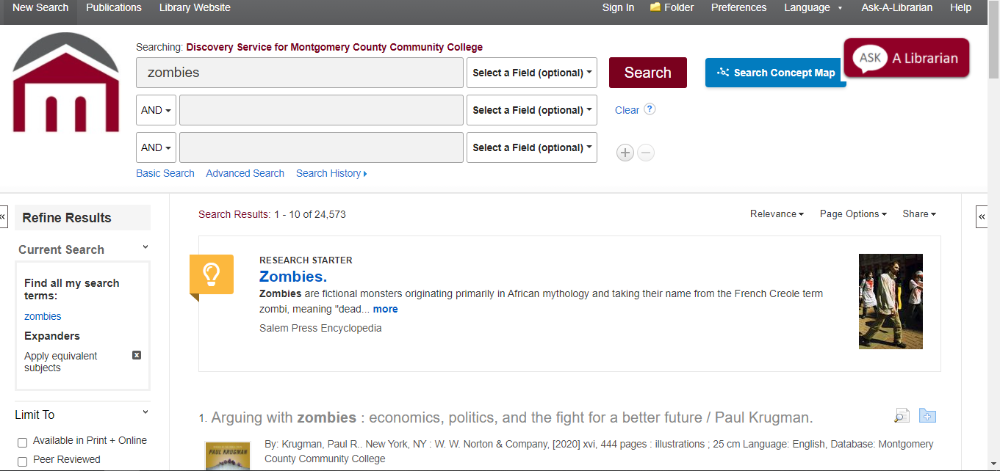 New Search Publications Library Website Sign In Folder Preferences Language Ask-A-Librarian Help
Searching: Discovery Service for Montgomery County Community College
zombies Select a Field (optional) Search Search Concept Map ASK A Librarian
AND Select a Field (optional) Clear ?
AND Select a Field (optional)
Basic Search Advanced Search Search History
Refine Results
Search Results: 1 - 10 of 24,573 Relevance Page Options Share
Current Search
Find all my search
terms:
zombies
Expanders
Apply equivalent
subjects
Limit To
Available in Print + Online
Peer Reviewed
RESEARCH STARTER
Zombies.
Zombies are fictional monsters originating primarily in African mythology and taking their name from the French Creole term
zombi, meaning "dead... more
Salem Press Encyclopedia
1. Arguing with zombies : economics, politics, and the fight for a better future / Paul Krugman.
PAUL KRUGMAN
By: Krugman, Paul R.. New York, NY : W. W. Norton & Company, [2020] xvi, 444 pages : illustrations ; 25 cm Language: English, Database: Montgomery
County Community College